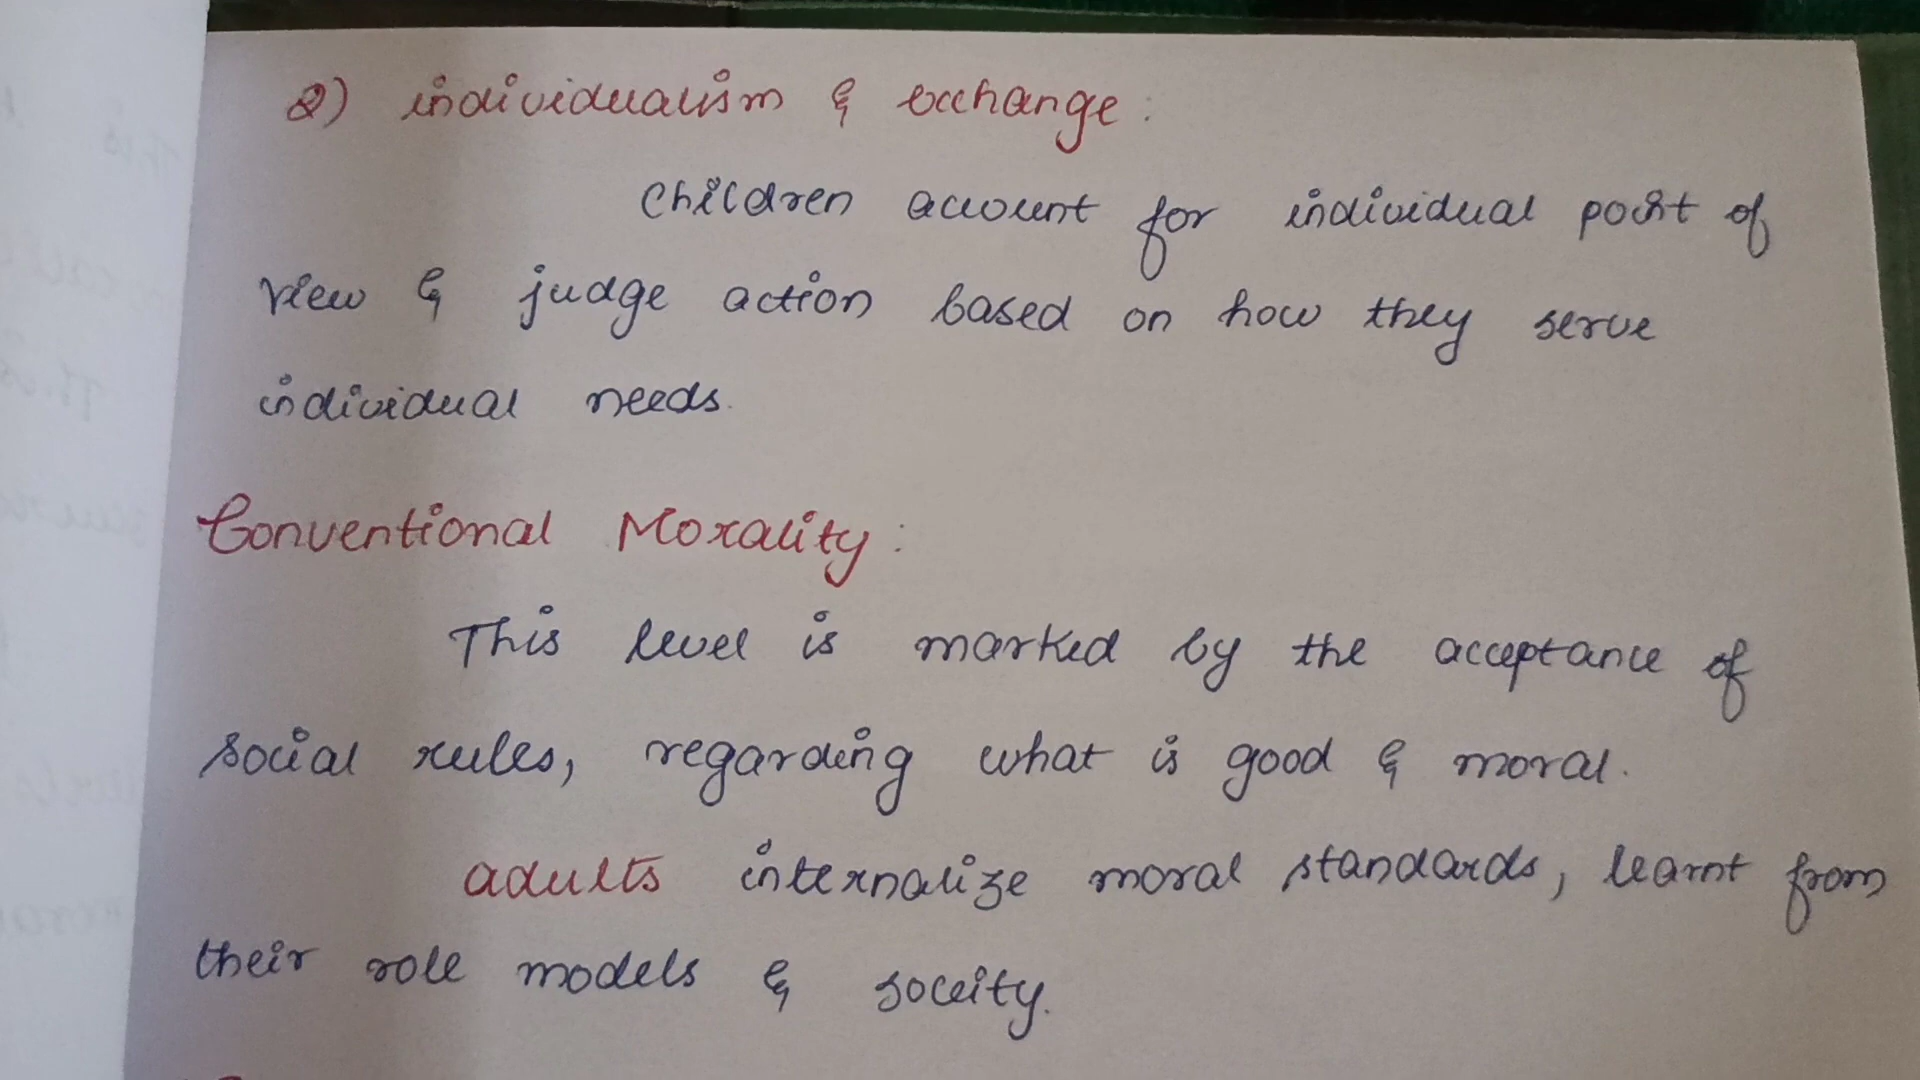 2) individualism & exchange:
children account for individual point of
view & judge action based on how they serve
individual needs.
Conventional Morality:
This level is marked by the acceptance of
social rules, regarding what is good & moral.
adults internalize moral standards, learnt from
their role models & soceity.